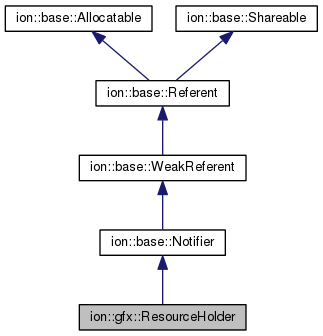 ion::base::Allocatable
ion::base::Shareable
ion::base::Referent
ion::base::WeakReferent
ion::base::Notifier
ion::gfx::ResourceHolder